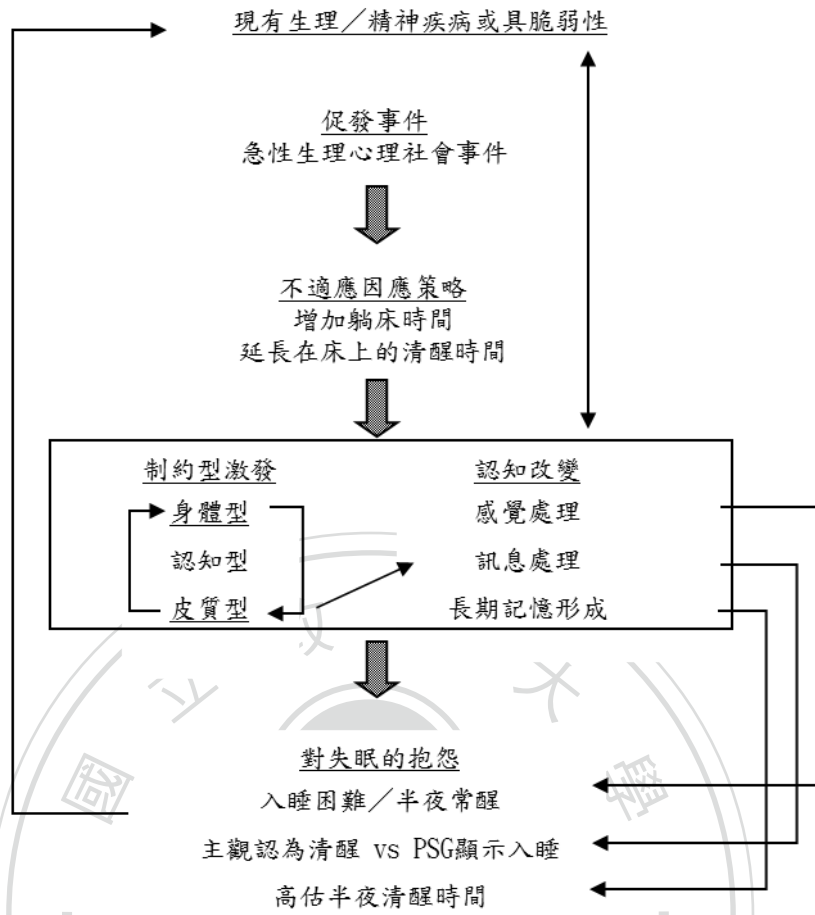 現有生理／精神疾病或具脆弱性
促發事件
急性生理心理社會事件
不適應因應策略
增加躺床時間
延長在床上的清醒時間
制約型激發
身體型
認知型
皮質型
認知改變
感覺處理
訊息處理
長期記憶形成
對失眠的抱怨
入睡困難／半夜常醒
主觀認為清醒 vs PSG顯示入睡
高估半夜清醒時間
國 立 大 學